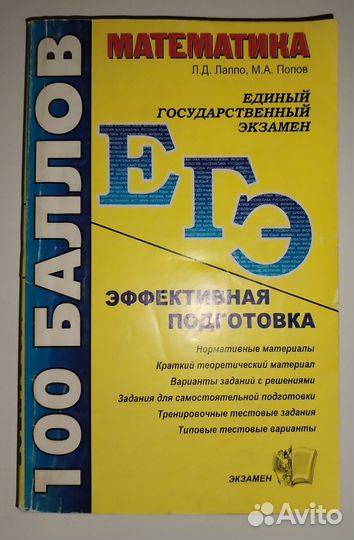 100 БАЛЛОВ
МАТЕМАТИКА
Л.Д. Лаппо, М.А. Попов
ЕДИНЫЙ
ГОСУДАРСТВЕННЫЙ
ЭКЗАМЕН
ЕГЭ
ЭФФЕКТИВНАЯ
ПОДГОТОВКА
Нормативные материалы
Краткий теоретический материал
Варианты заданий с решениями
Задания для самостоятельной подготовки
Тренировочные тестовые задания
Типовые тестовые варианты
ЭКЗАМЕН
Avito